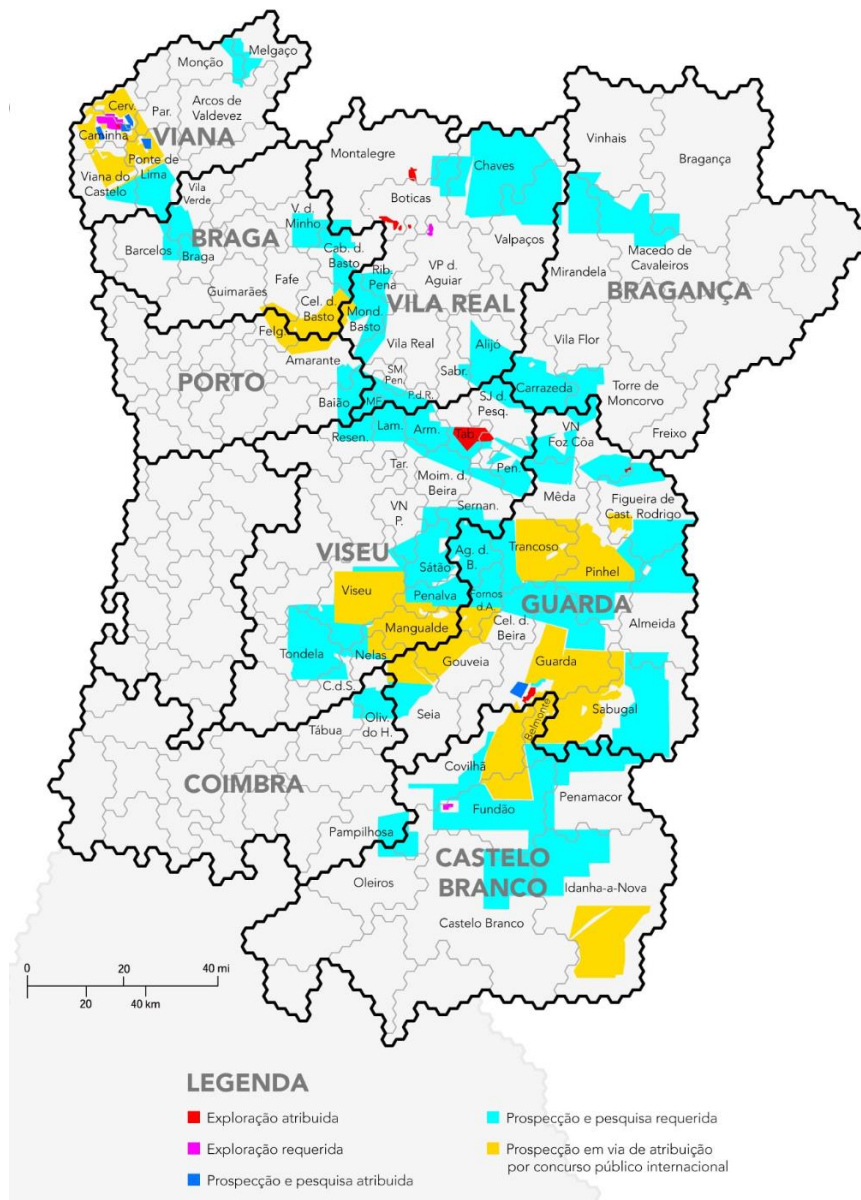 Melgaço
Monção
Cerv.
Par.
Arcos de
Valdevez
Caminha
VIANA
Ponte de
Lima
Viana do
Castelo
Vila
Verde
Montalegre
Chaves
Vinhais
Bragança
Boticas
V. d.
Minho
BRAGA
Barcelos
Braga
Cab. d.
Basto
Valpaços
Macedo de
Cavaleiros
Mirandela
BRAGANÇA
Rib.
Pena
VP d.
Aguiar
Fafe
Guimarães
Cel. d.
Basto
Mond.
Basto
VILA REAL
Felg.
Amarante
Vila Real
Alijó
Vila Flor
PORTO
SM
Pen.
Sabr.
Carrazeda
Torre de
Moncorvo
Baião
MF
P.d.R.
SJ d.
Pesq.
Resen.
Lam.
Arm.
Tab.
VN
Foz Côa
Freixo
Tar.
Moim. d.
Beira
Pen.
Mêda
Figueira de
Cast. Rodrigo
VN
P.
Sernan.
VISEU
Sátão
Ag. d.
B.
Trancoso
Pinhel
Viseu
Penalva
Fornos
d.A.
GUARDA
Mangualde
Cel. d.
Beira
Almeida
Tondela
Nelas
Gouveia
Guarda
C.d.S.
Oliv.
do H.
Seia
Belmonte
Sabugal
Tábua
COIMBRA
Covilhã
Fundão
Penamacor
Pampilhosa
CASTELO
BRANCO
Oleiros
Idanha-a-Nova
Castelo Branco
0 20 40 mi
20 40 km
LEGENDA
Exploração atribuida
Exploração requerida
Prospecção e pesquisa atribuida
Prospecção e pesquisa requerida
Prospecção em via de atribuição
por concurso público internacional